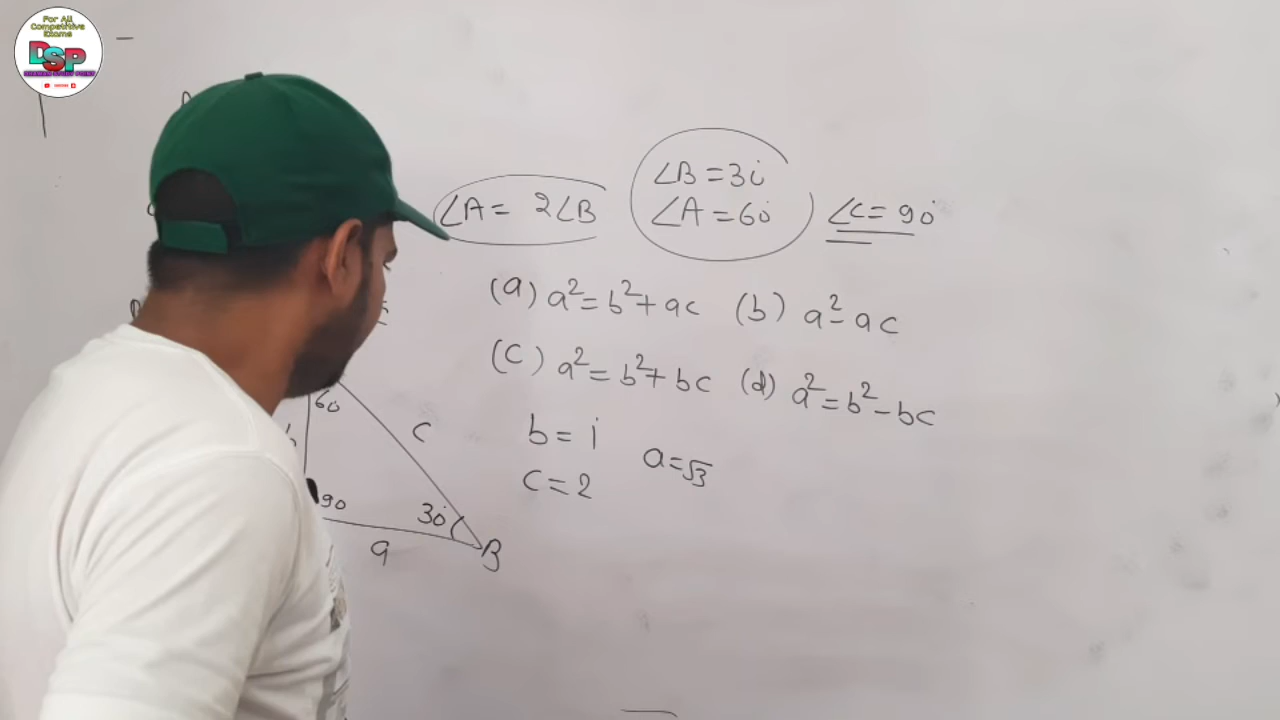 For All
Competitive
Exams
DSP
∠B = 30
∠A = 2∠B
∠A = 60
∠C = 90
(a) a² = b² + ac (b) a² = ac
(c) a² = b² + bc (d) a² = b² - bc
60
c
b = 1
a = √3
c = 2
90
30
B
a